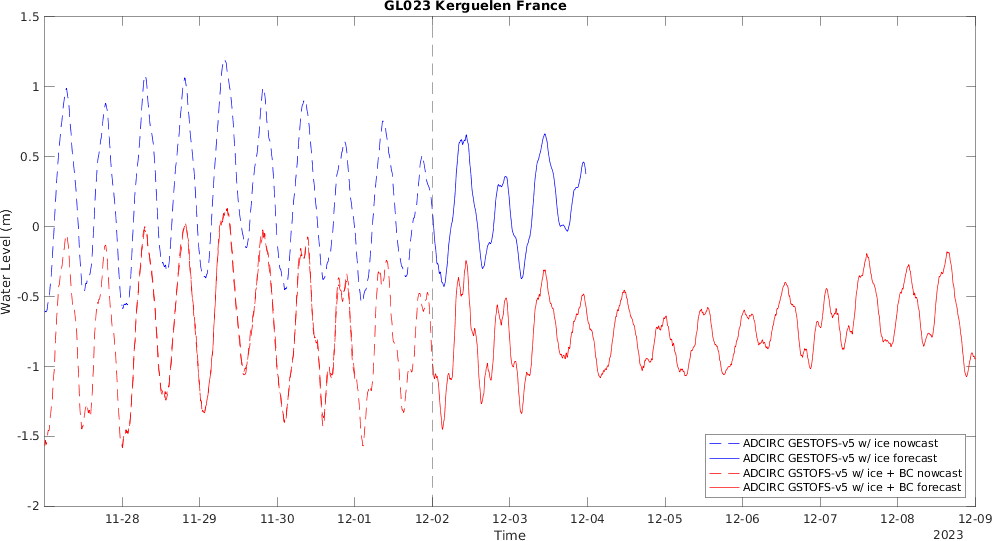 GL023 Kerguelen France
1.5
1
0.5
0
-0.5
-1
-1.5
-2
Water Level (m)
11-28 11-29 11-30 12-01 12-02 12-03 12-04 12-05 12-06 12-07 12-08 12-09
Time
2023
ADCIRC GESTOFS-v5 w/ ice nowcast
ADCIRC GESTOFS-v5 w/ ice forecast
ADCIRC GSTOFS-v5 w/ ice + BC nowcast
ADCIRC GSTOFS-v5 w/ ice + BC forecast